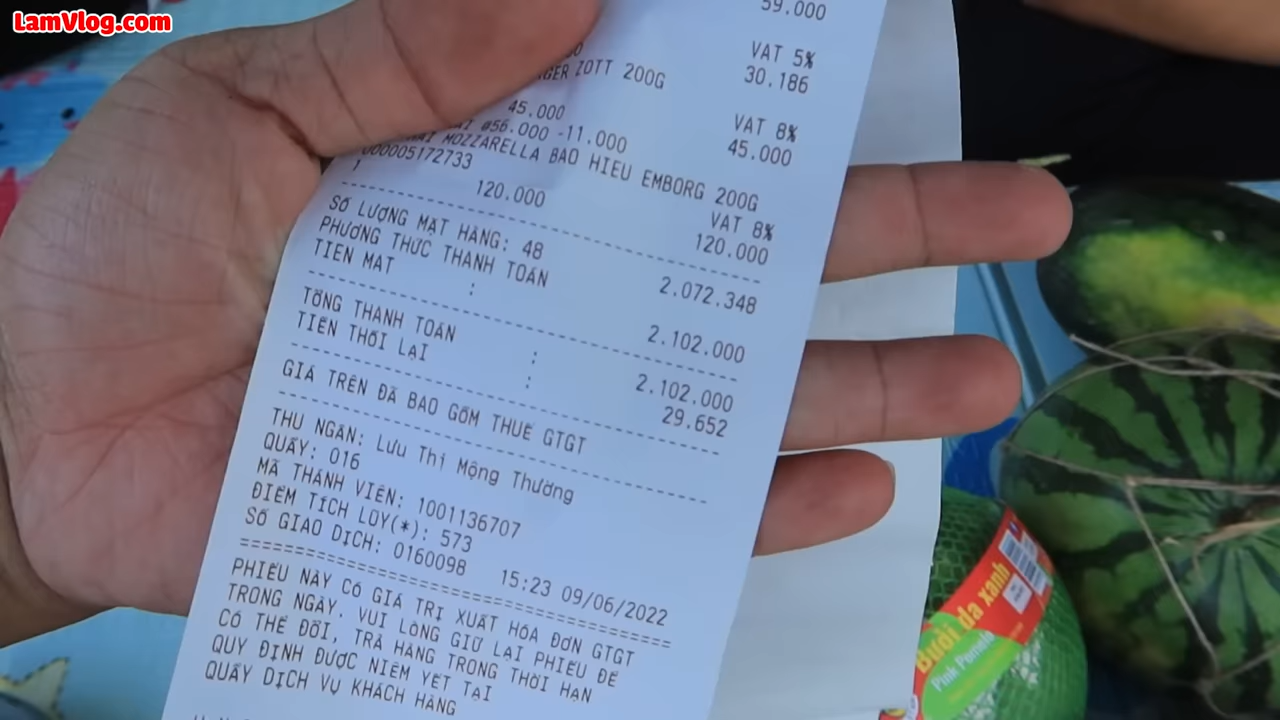 LamVlog.com
59.000
VAT 5%
30.186
ZOTT 200G
45.000
VAT 8%
@56.000 -11.000
45.000
MOZZARELLA BAO HIEU EMBORG 200G
000005172733
VAT 8%
1 120.000 120.000
SỐ LƯỢNG MẶT HÀNG: 48 2.072.348
PHƯƠNG THỨC THANH TOÁN
TIỀN MẶT : 2.102.000
TỔNG THANH TOÁN : 2.102.000
TIỀN THỐI LẠI : 29.652
GIÁ TRÊN ĐÃ BAO GỒM THUẾ GTGT
THU NGÂN: Lưu Thị Mộng Thường
QUẦY: 016
MÃ THÀNH VIÊN: 1001136707
ĐIỂM TÍCH LŨY(*): 573
SỐ GIAO DỊCH: 0160098 15:23 09/06/2022
PHIẾU NÀY CÓ GIÁ TRỊ XUẤT HÓA ĐƠN GTGT
TRONG NGÀY. VUI LÒNG GIỮ LẠI PHIẾU ĐỂ
CÓ THỂ ĐỔI, TRẢ HÀNG TRONG THỜI HẠN
QUY ĐỊNH ĐƯỢC NIÊM YẾT TẠI
QUẦY DỊCH VỤ KHÁCH HÀNG
Bưởi da xanh
Pink Pomelo